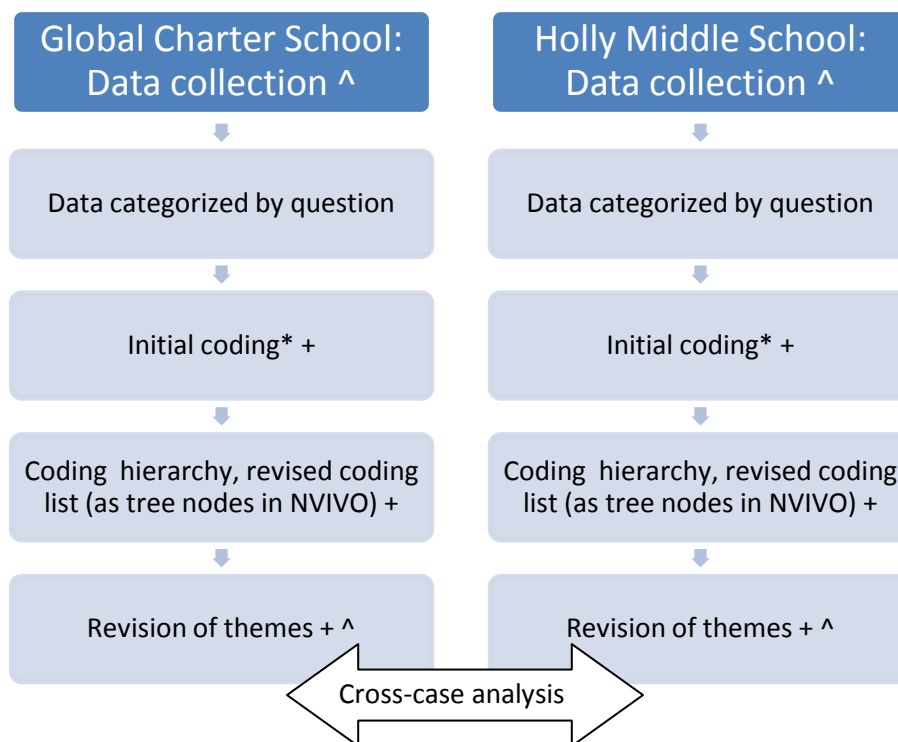 Global Charter School:
Data collection ^
Data categorized by question
Initial coding* +
Coding hierarchy, revised coding
list (as tree nodes in NVIVO) +
Revision of themes + ^
Holly Middle School:
Data collection ^
Data categorized by question
Initial coding* +
Coding hierarchy, revised coding
list (as tree nodes in NVIVO) +
Revision of themes + ^
Cross-case analysis